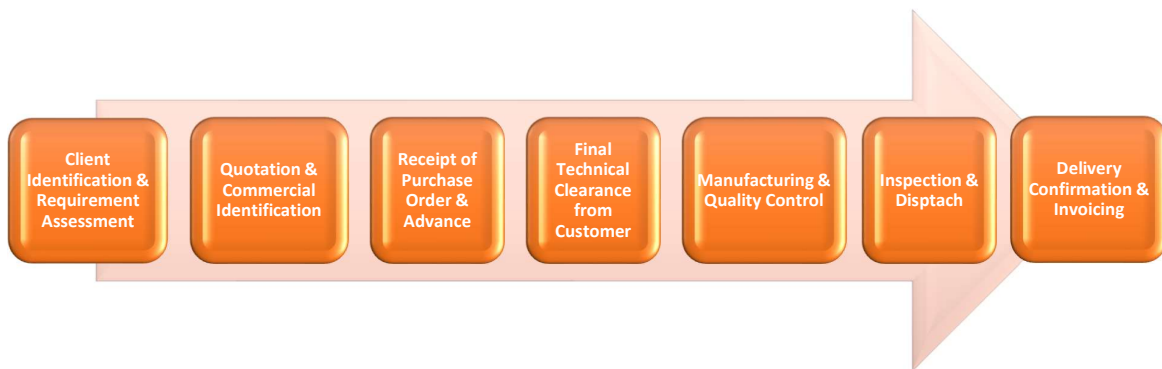 Client
Identification &
Requirement
Assessment
Quotation &
Commercial
Identification
Receipt of
Purchase
Order &
Advance
Final
Technical
Clearance
from
Customer
Manufacturing &
Quality Control
Inspection &
Disptach
Delivery
Confirmation &
Invoicing